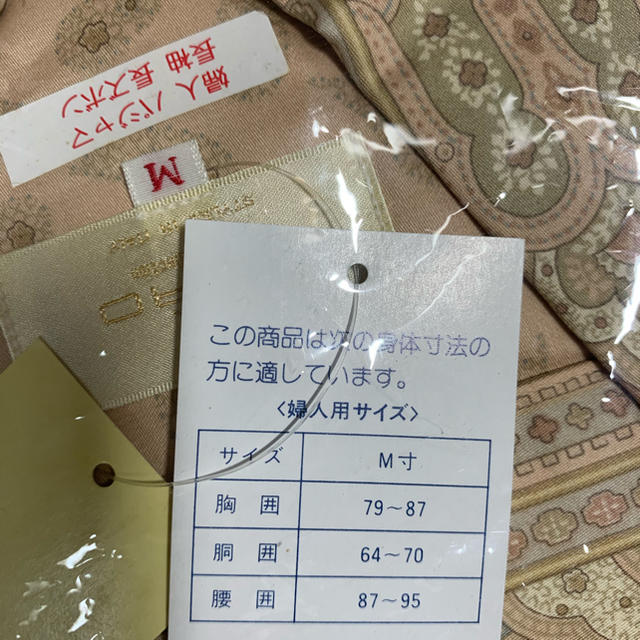 婦人 パジャマ
長袖 長ズボン
M
この商品は次の身体寸法の
方に適しています。
〈婦人用サイズ〉
サイズ M寸
胸囲 79～87
胴囲 64～70
腰囲 87～95